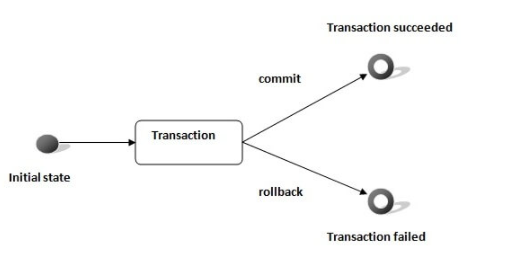 Transaction succeeded
commit
Transaction
Initial state
rollback
Transaction failed